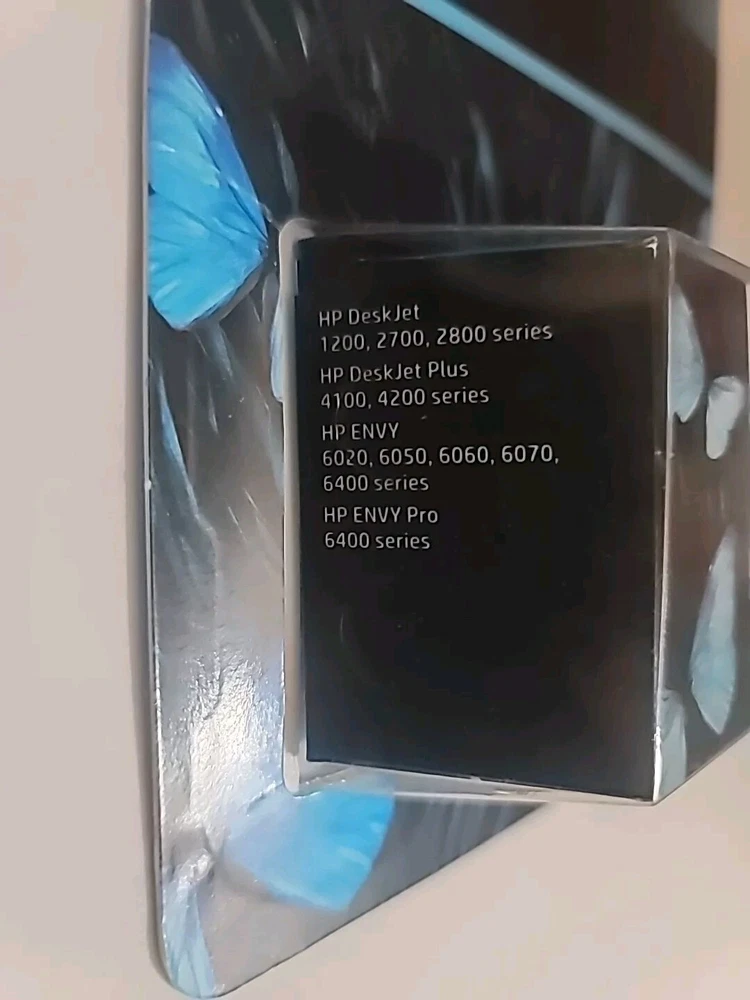 HP DeskJet
1200, 2700, 2800 series
HP DeskJet Plus
4100, 4200 series
HP ENVY
6020, 6050, 6060, 6070,
6400 series
HP ENVY Pro
6400 series